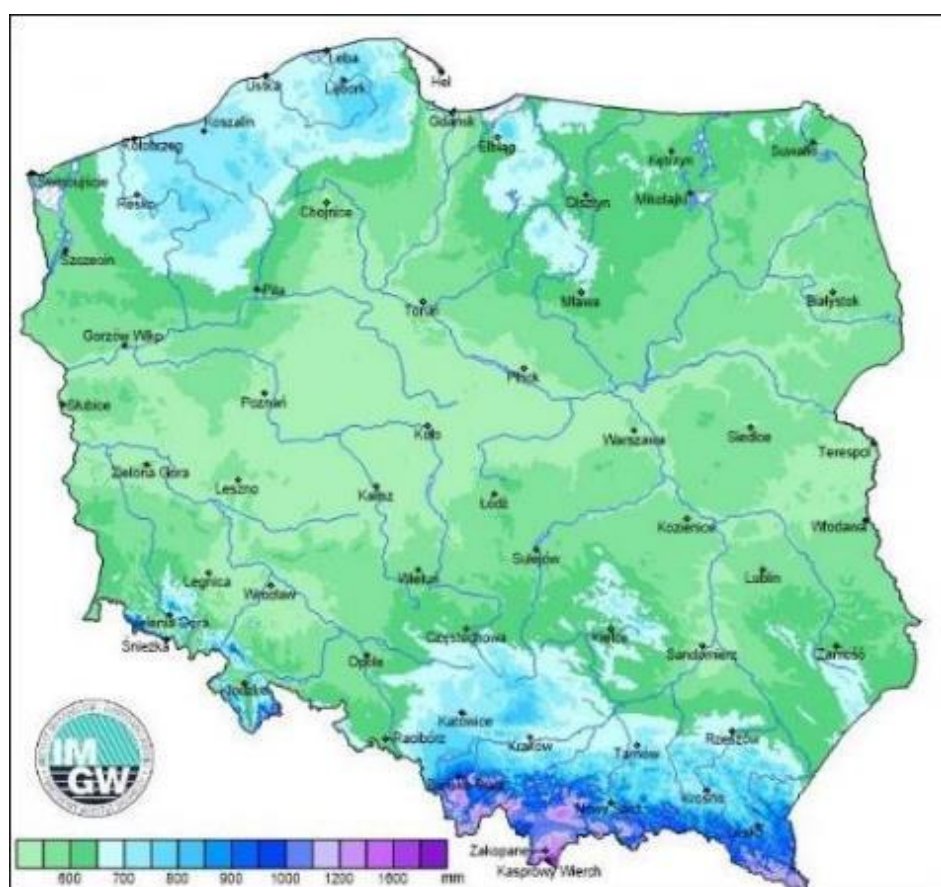 Łeba
Ustka
Lębork
Hel
Koszalin
Gdańsk
Kołobrzeg
Elbląg
Kętrzyn
Suwałki
Świnoujście
Resko
Chojnice
Olsztyn
Mikołajki
Szczecin
Piła
Toruń
Mława
Białystok
Gorzów Wlkp.
Płock
Słubice
Poznań
Koło
Warszawa
Siedlce
Terespol
Zielona Góra
Leszno
Kalisz
Łódź
Kozienice
Włodawa
Sulejów
Legnica
Wrocław
Wieluń
Lublin
Jelenia Góra
Śnieżka
Częstochowa
Kielce
Opole
Sandomierz
Zamość
Kłodzko
Katowice
Racibórz
Kraków
Tarnów
Rzeszów
IM
GW
Krosno
Nowy Sącz
Lesko
Zakopane
Kasprowy Wierch
600 700 800 900 1000 1200 1600 mm